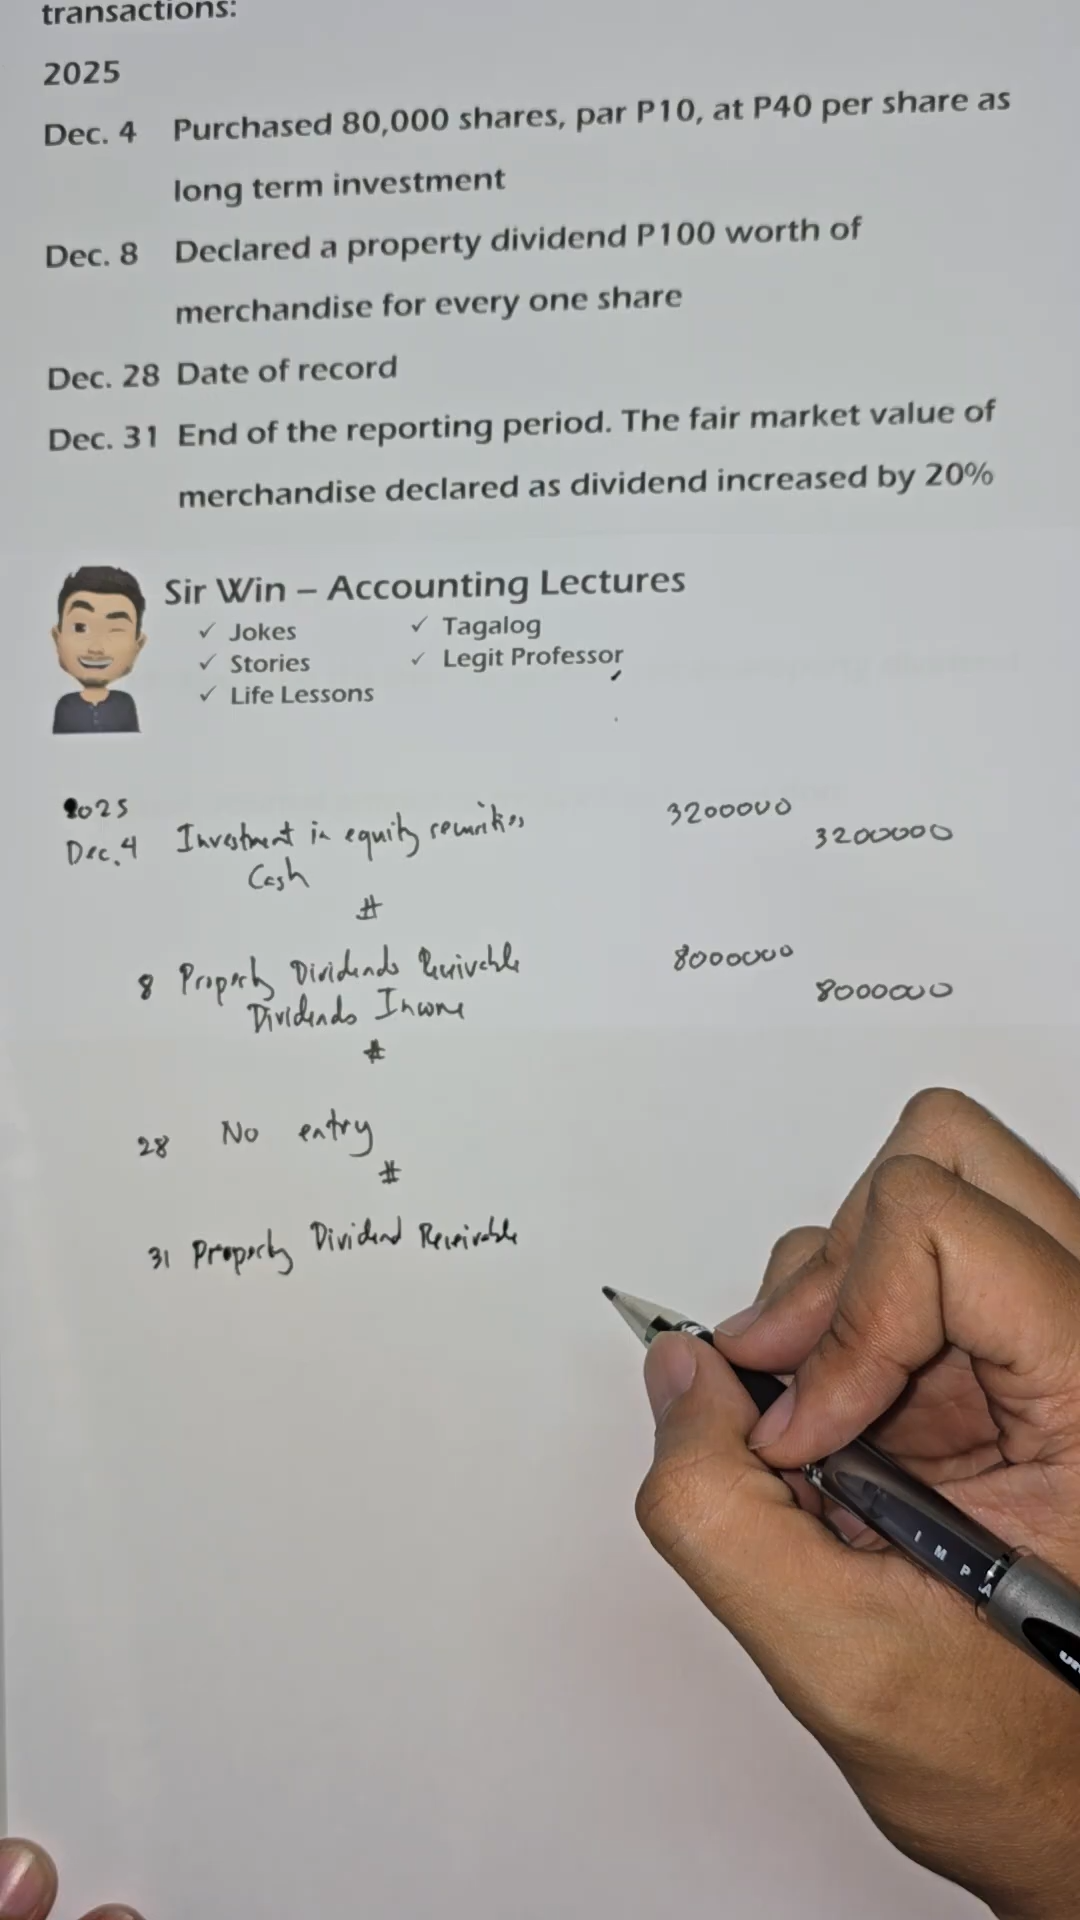 transactions:
2025
Dec. 4 Purchased 80,000 shares, par P10, at P40 per share as
long term investment
Dec. 8 Declared a property dividend P100 worth of
merchandise for every one share
Dec. 28 Date of record
Dec. 31 End of the reporting period. The fair market value of
merchandise declared as dividend increased by 20%
Sir Win – Accounting Lectures
✓ Jokes ✓ Tagalog
✓ Stories ✓ Legit Professor
✓ Life Lessons
2025
Dec. 4 Investment in equity securities 3200000
Cash 3200000
#
8 Property Dividends Receivable 8000000
Dividends Income 8000000
#
28 No entry
#
31 Property Dividend Receivable
IMPA